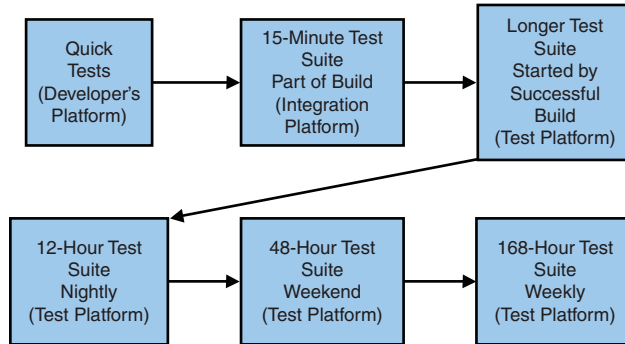 Quick
Tests
(Developer's
Platform)
15-Minute Test
Suite
Part of Build
(Integration
Platform)
Longer Test
Suite
Started by
Successful
Build
(Test Platform)
12-Hour Test
Suite
Nightly
(Test Platform)
48-Hour Test
Suite
Weekend
(Test Platform)
168-Hour Test
Suite
Weekly
(Test Platform)